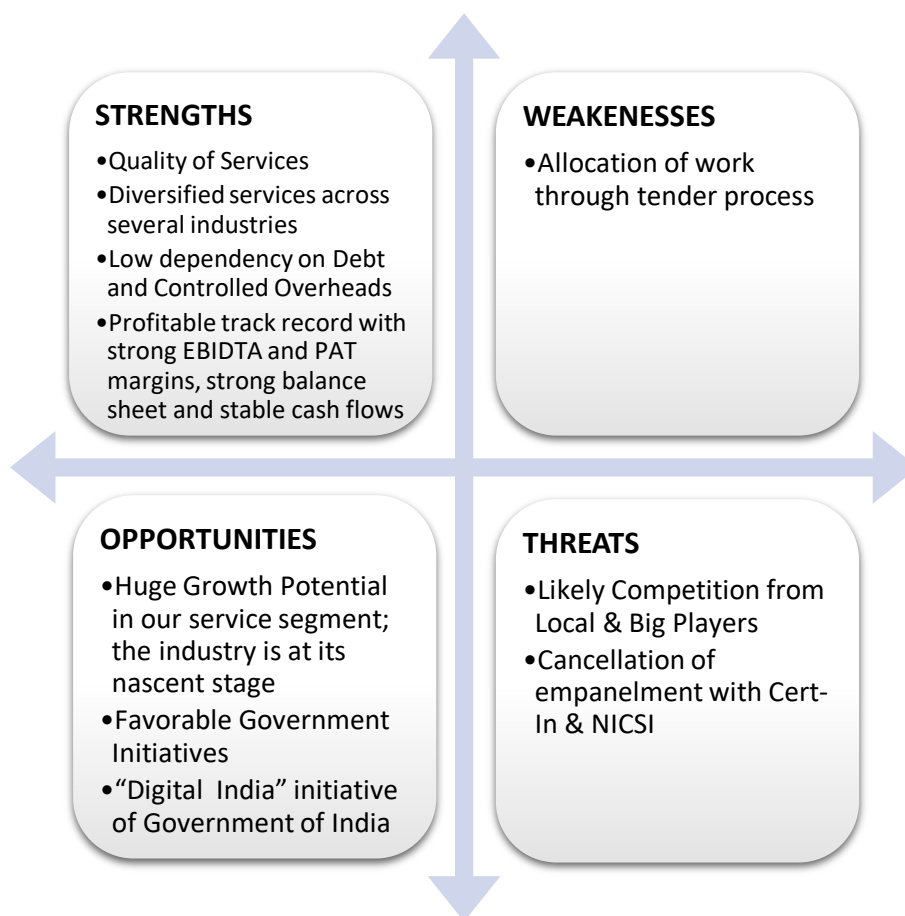 STRENGTHS
•Quality of Services
•Diversified services across
several industries
•Low dependency on Debt
and Controlled Overheads
•Profitable track record with
strong EBIDTA and PAT
margins, strong balance
sheet and stable cash flows
WEAKENESSES
•Allocation of work
through tender process
OPPORTUNITIES
•Huge Growth Potential
in our service segment;
the industry is at its
nascent stage
•Favorable Government
Initiatives
•“Digital India” initiative
of Government of India
THREATS
•Likely Competition from
Local & Big Players
•Cancellation of
empanelment with Cert-
In & NICSI